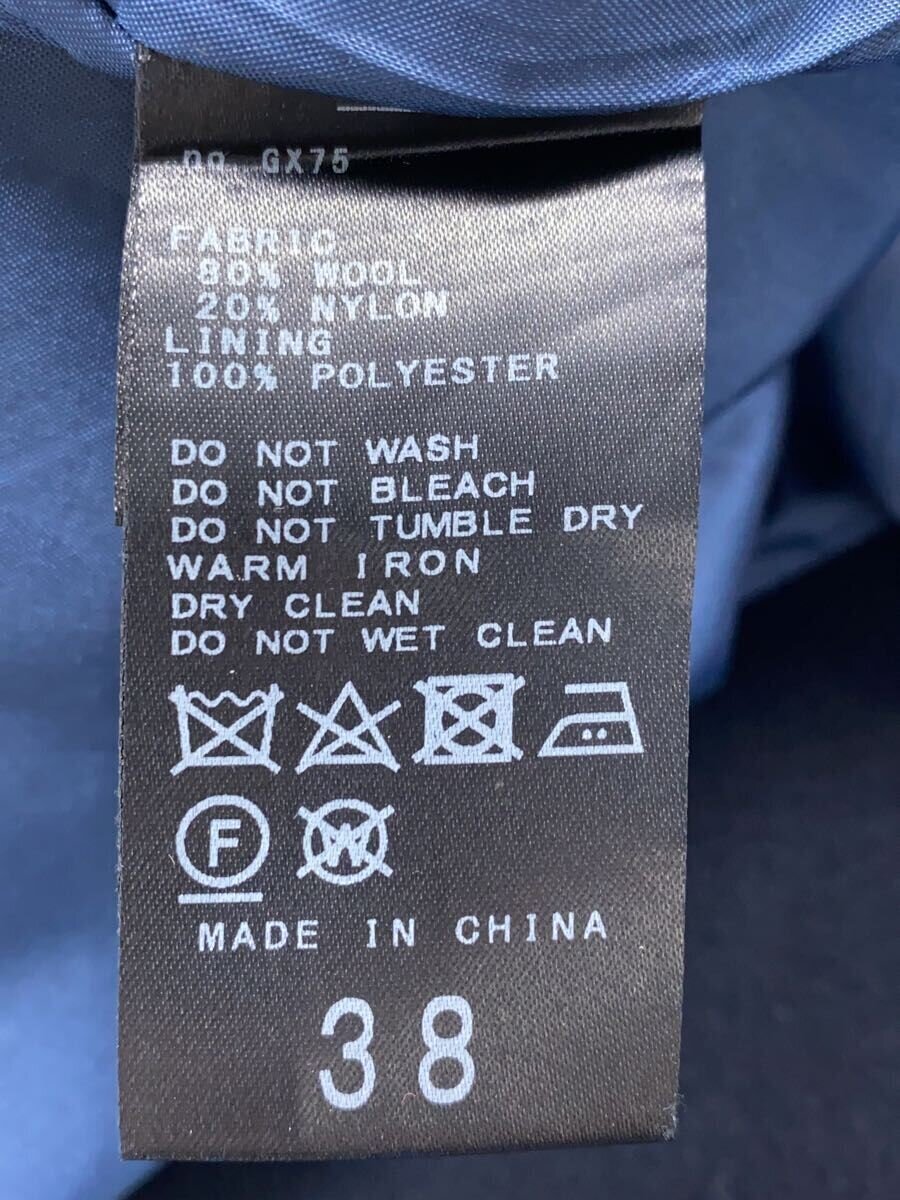 no GX75
FABRIC
80% WOOL
20% NYLON
LINING
100% POLYESTER
DO NOT WASH
DO NOT BLEACH
DO NOT TUMBLE DRY
WARM IRON
DRY CLEAN
DO NOT WET CLEAN
F W
MADE IN CHINA
38